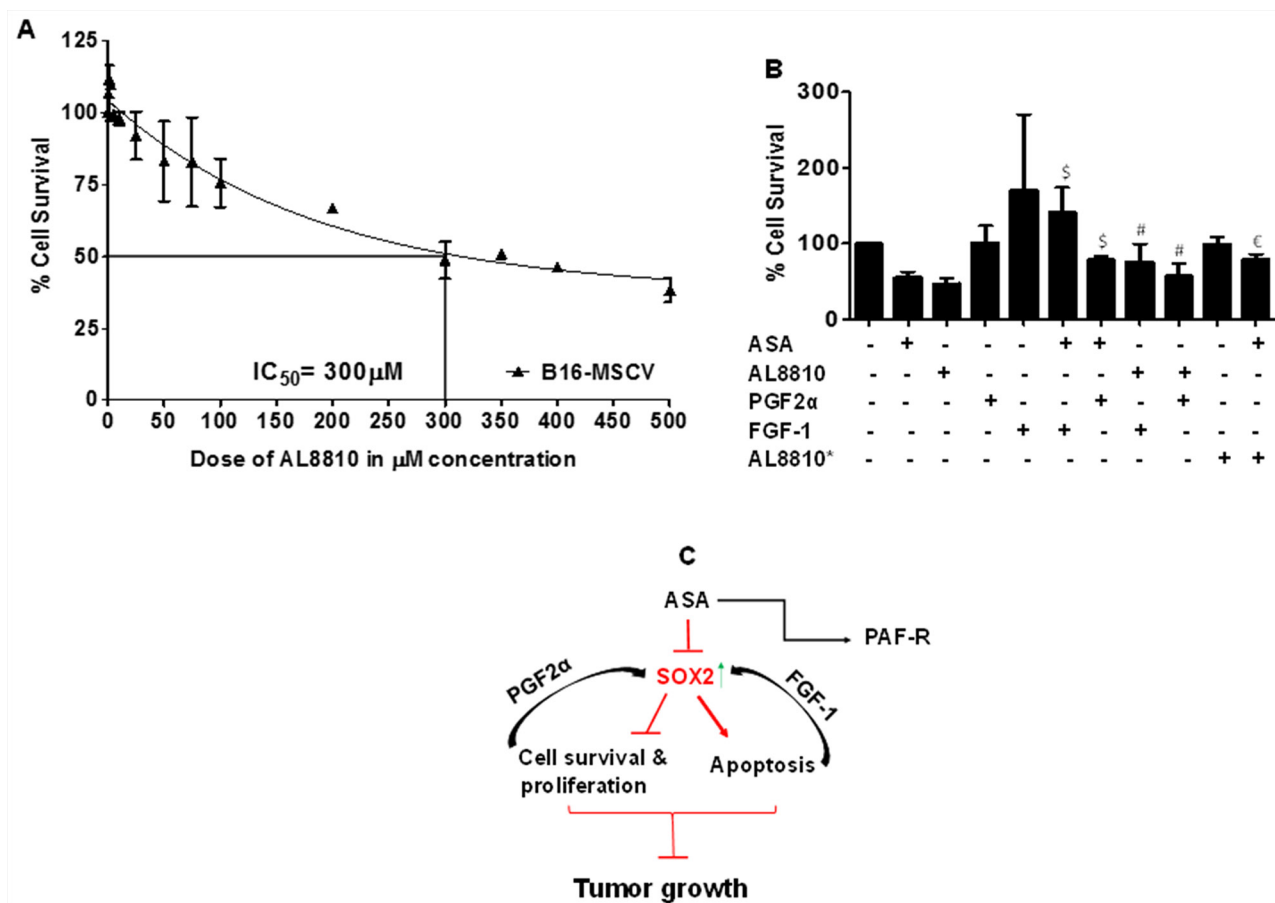 A
125
100
75
50
25
0
% Cell Survival
IC50= 300µM
B16-MSCV
0 50 100 150 200 250 300 350 400 450 500
Dose of AL8810 in µM concentration
B
300
200
100
0
% Cell Survival
$
$
#
#
€
ASA - + - - - + + - - - +
AL8810 - - + - - - - + + - -
PGF2α - - - + - - + - + - -
FGF-1 - - - - + + - + - - -
AL8810* - - - - - - - - - + +
C
ASA
PAF-R
SOX2
PGF2α
FGF-1
Cell survival &
proliferation
Apoptosis
Tumor growth